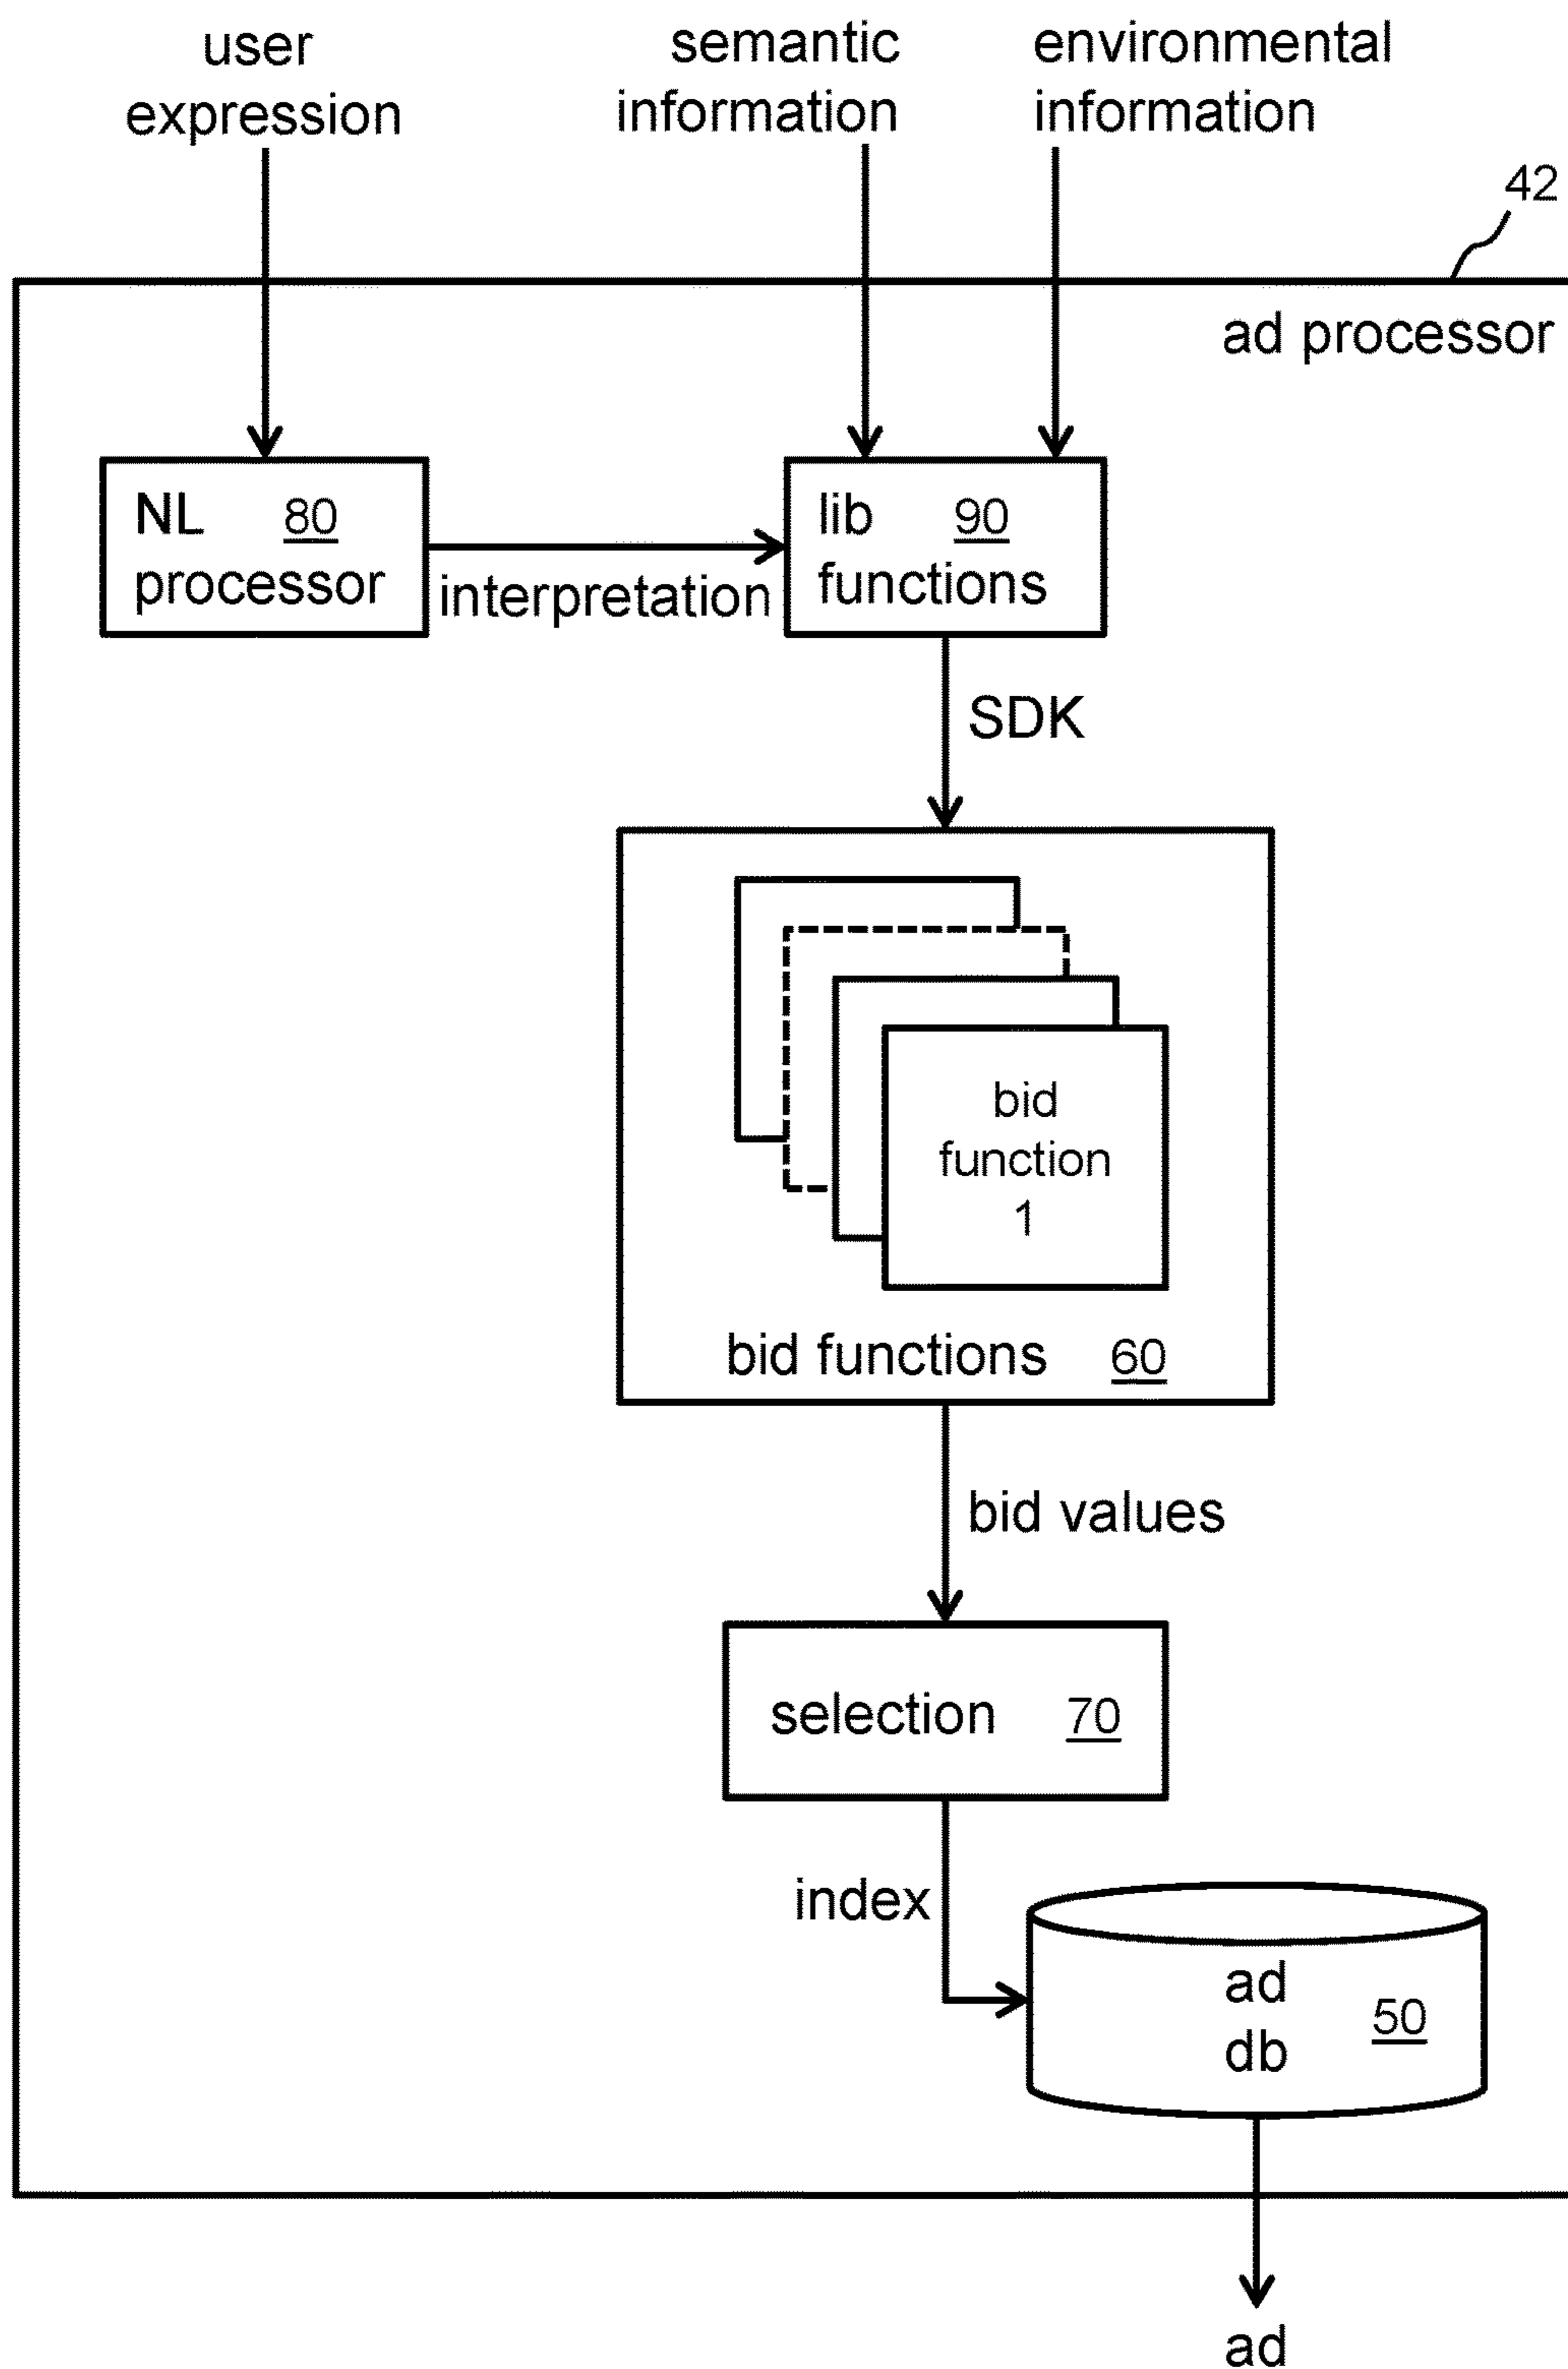 user
expression
semantic
information
environmental
information
42
ad processor
NL 80
processor
interpretation
lib 90
functions
SDK
bid
function
1
bid functions 60
bid values
selection 70
index
ad
db
50
ad